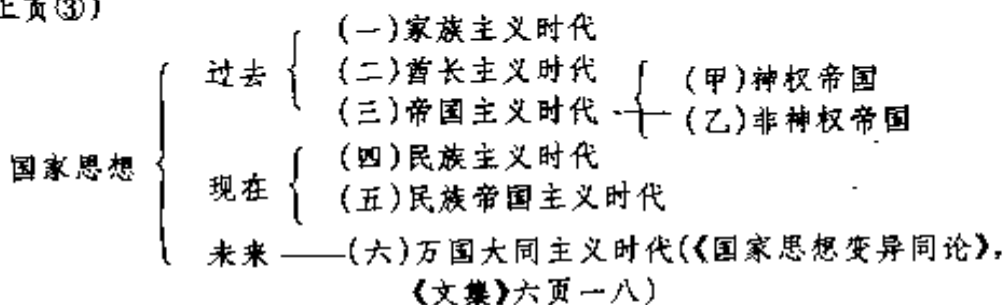 上页③)
(一)家族主义时代
过去 (二)酋长主义时代 (甲)神权帝国
(三)帝国主义时代 (乙)非神权帝国
国家思想 (四)民族主义时代
现在 (五)民族帝国主义时代
未来——(六)万国大同主义时代(《国家思想变异同论》,
《文集》六页一八)